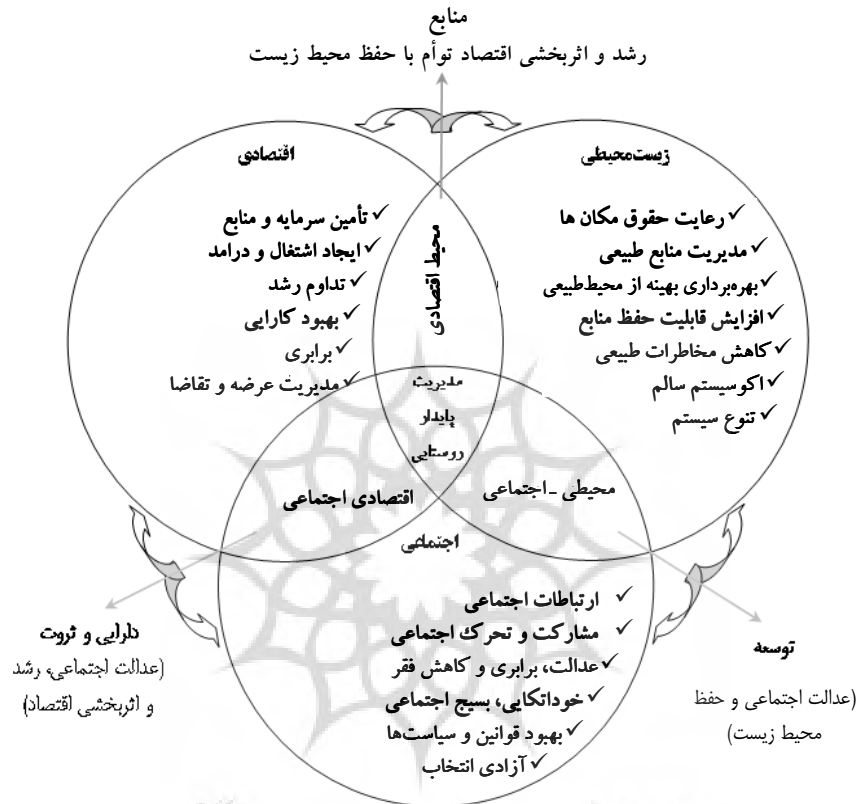 منابع
رشد و اثربخشی اقتصاد توأم با حفظ محیط زیست
زیست‌محیطی
✓ رعایت حقوق مکان ها
✓ مدیریت منابع طبیعی
✓ بهره‌برداری بهینه از محیط‌طبیعی
✓ افزایش قابلیت حفظ منابع
✓ کاهش مخاطرات طبیعی
✓ اکوسیستم سالم
✓ تنوع سیستم
اقتصادی
✓ تأمین سرمایه و منابع
✓ ایجاد اشتغال و درامد
✓ تداوم رشد
✓ بهبود کارایی
✓ برابری
✓ مدیریت عرضه و تقاضا
محیط اقتصادی
مدیریت
پایدار
روستایی
محیطی ـ اجتماعی
اقتصادی اجتماعی
اجتماعی
✓ ارتباطات اجتماعی
✓ مشارکت و تحرک اجتماعی
✓ عدالت، برابری و کاهش فقر
✓ خوداتکایی، بسیج اجتماعی
✓ بهبود قوانین و سیاست‌ها
✓ آزادی انتخاب
توسعه
(عدالت اجتماعی و حفظ
محیط زیست)
دارایی و ثروت
(عدالت اجتماعی، رشد
و اثربخشی اقتصاد)